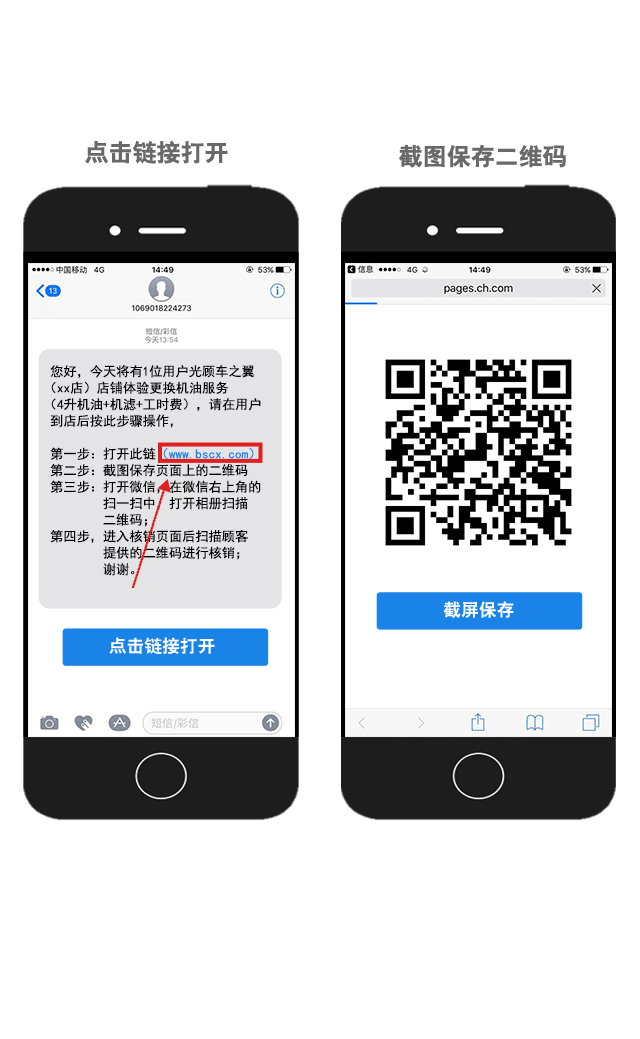 点击链接打开
中国移动 4G 14:49 53%
13
1069018224273
短信/彩信
今天13:54
您好，今天将有1位用户光顾车之翼
（xx店）店铺体验更换机油服务
（4升机油+机滤+工时费），请在用户
到店后按此步骤操作，
第一步：打开此链（www.bscx.com）
第二步：截图保存页面上的二维码
第三步：打开微信，在微信右上角的
扫一扫中，打开相册扫描
二维码；
第四步，进入核销页面后扫描顾客
提供的二维码进行核销；
谢谢。
点击链接打开
短信/彩信
截图保存二维码
信息 4G 14:49 53%
pages.ch.com
截屏保存